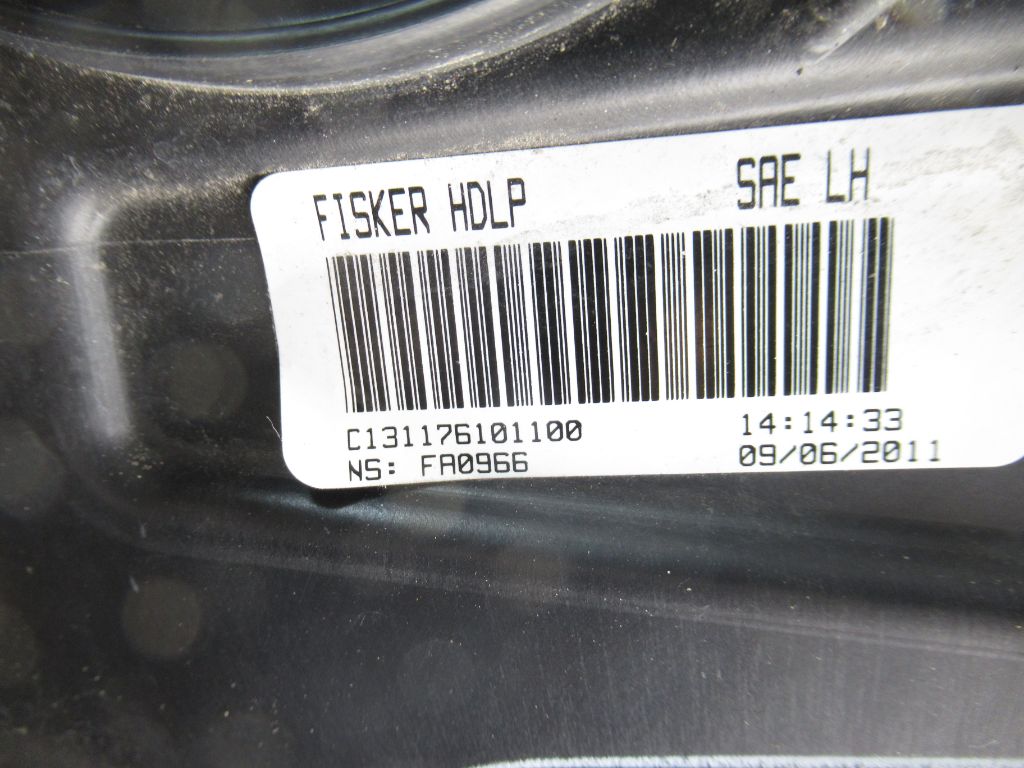 FISKER HDLP SAE LH
C131176101100 14:14:33
NS: FA0966 09/06/2011